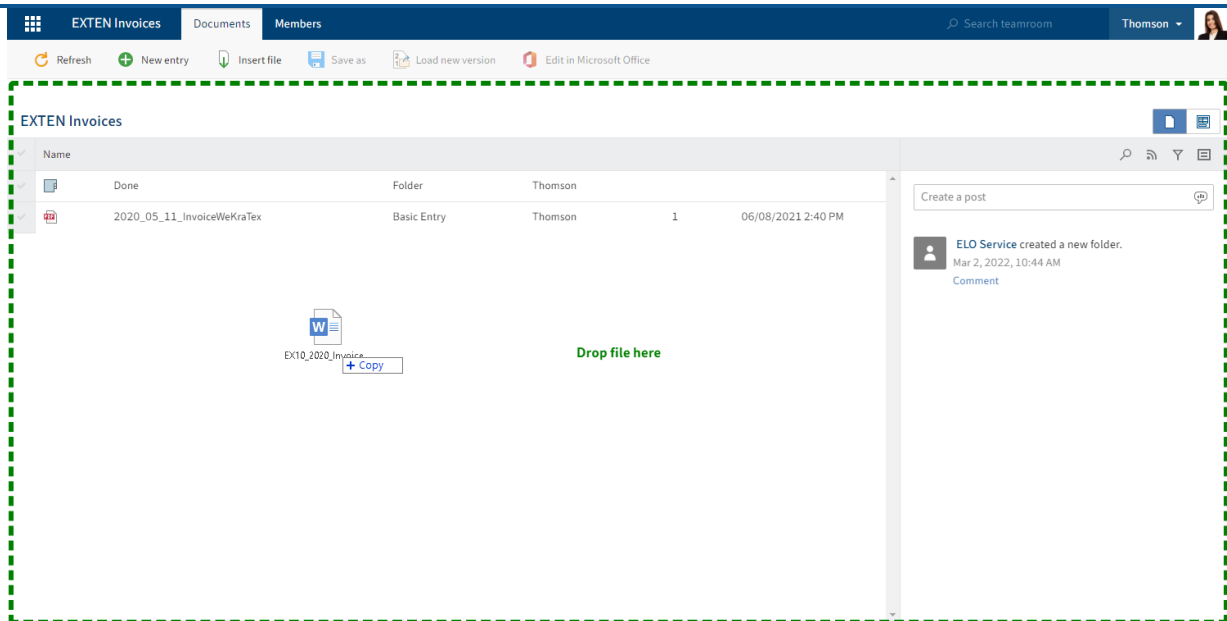 EXTEN Invoices Documents Members Search teamroom Thomson
Refresh New entry Insert file Save as Load new version Edit in Microsoft Office
EXTEN Invoices
Name
Done Folder Thomson
2020_05_11_InvoiceWeKraTex Basic Entry Thomson 1 06/08/2021 2:40 PM
W
EX10_2020_Invoice
+ Copy
Drop file here
Create a post
ELO Service created a new folder.
Mar 2, 2022, 10:44 AM
Comment